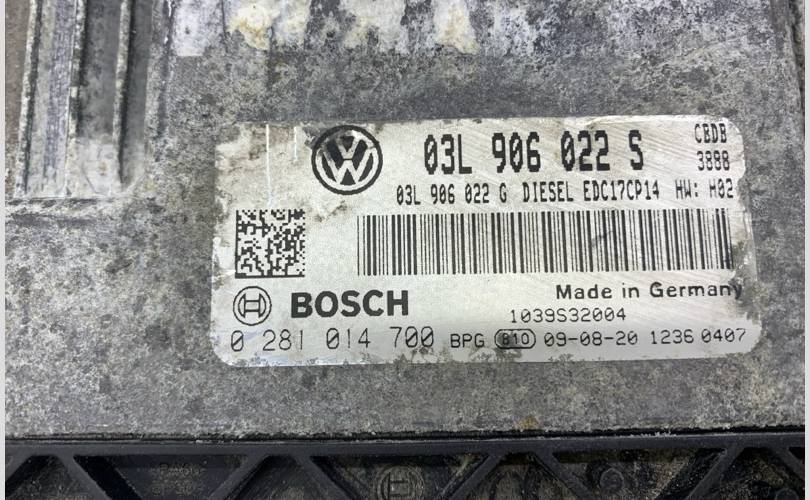 03L 906 022 S
CBDB
3888
03L 906 022 G DIESEL EDC17CP14 HW: H02
BOSCH
Made in Germany
1039S32004
0 281 014 700 BPG B10 09-08-20 1236 0407